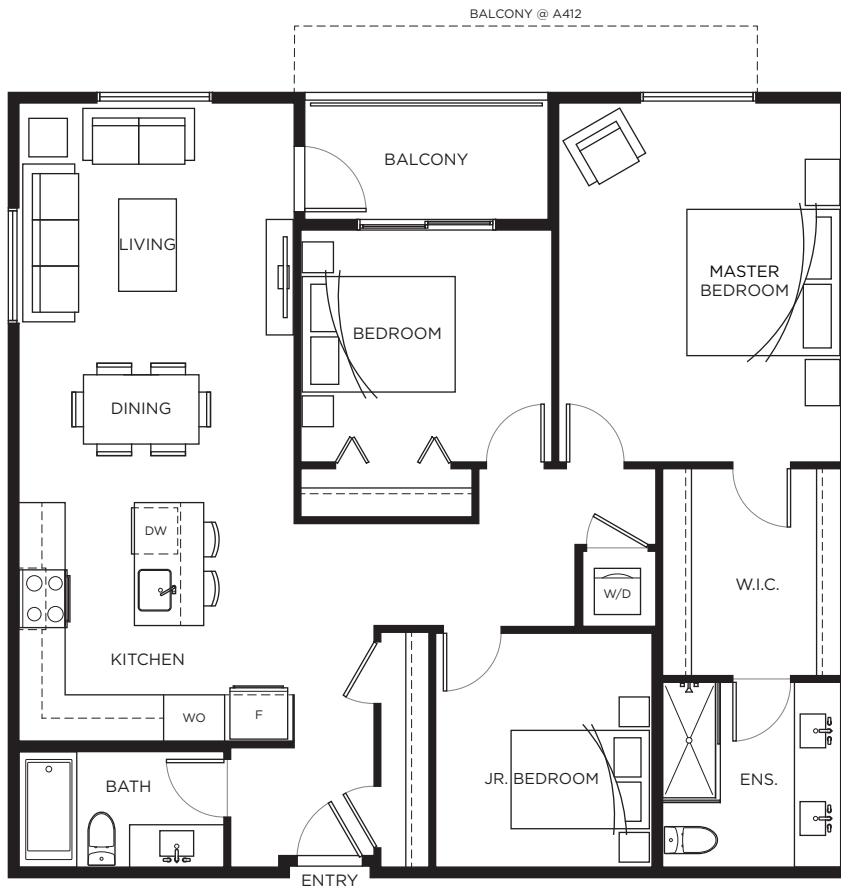 BALCONY @ A412
BALCONY
LIVING
MASTER
BEDROOM
BEDROOM
DINING
DW
W/D
W.I.C.
KITCHEN
WO
F
BATH
JR. BEDROOM
ENS.
ENTRY